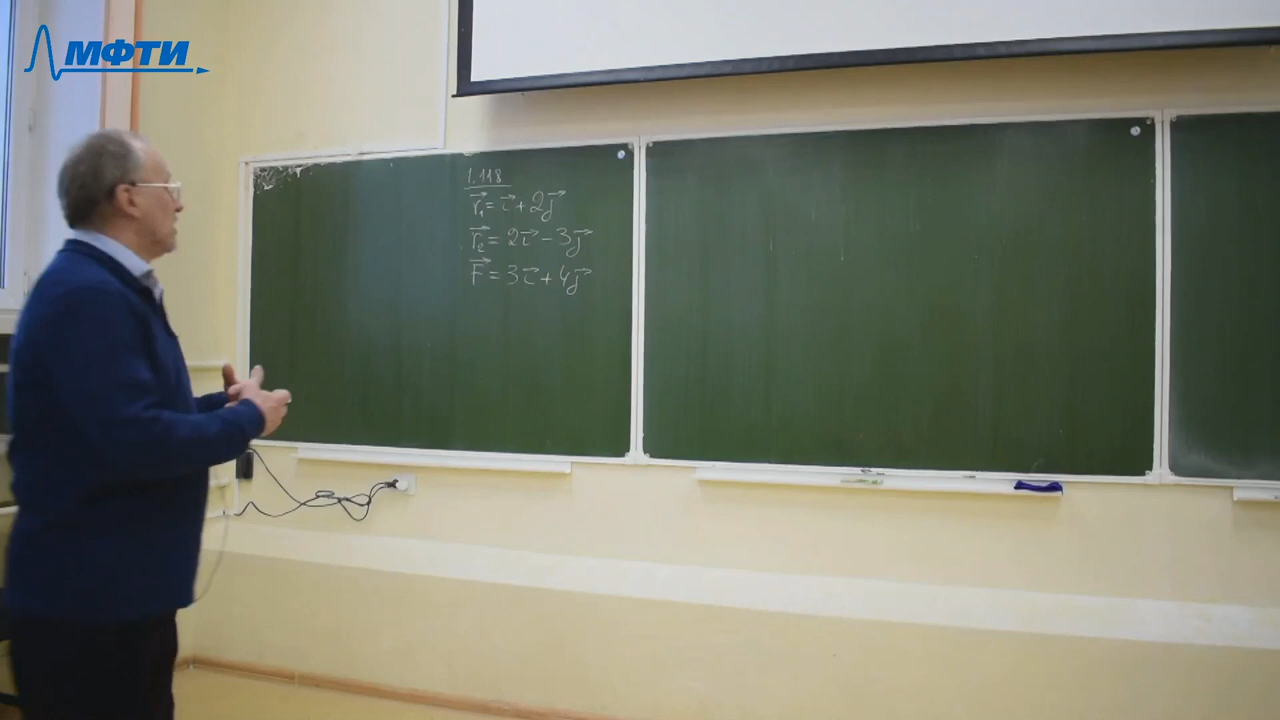 МФТИ
1.118
r⃗₁ = i⃗ + 2j⃗
r⃗₂ = 2i⃗ − 3j⃗
F⃗ = 3i⃗ + 4j⃗